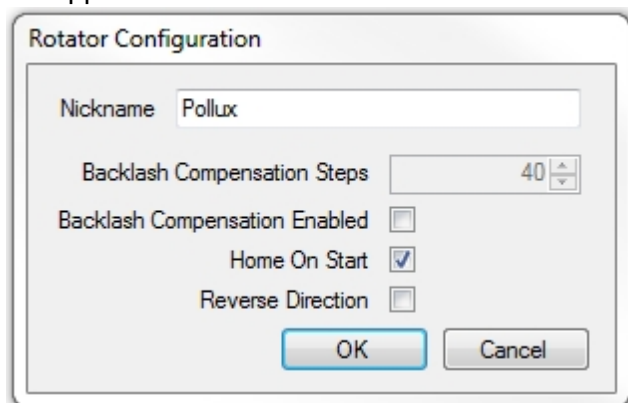 Rotator Configuration
Nickname Pollux
Backlash Compensation Steps 40
Backlash Compensation Enabled
Home On Start
Reverse Direction
OK Cancel